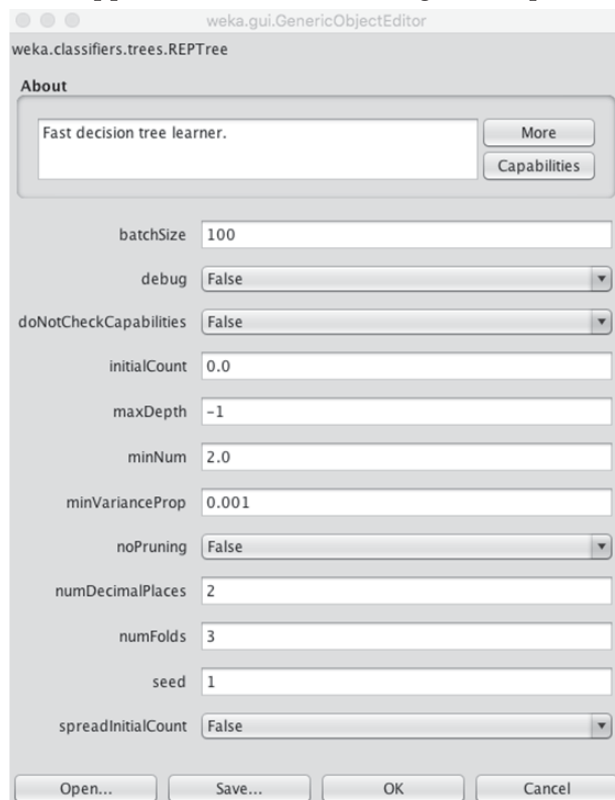 weka.gui.GenericObjectEditor
weka.classifiers.trees.REPTree
About
Fast decision tree learner.
More
Capabilities
batchSize 100
debug False
doNotCheckCapabilities False
initialCount 0.0
maxDepth -1
minNum 2.0
minVarianceProp 0.001
noPruning False
numDecimalPlaces 2
numFolds 3
seed 1
spreadInitialCount False
Open... Save... OK Cancel